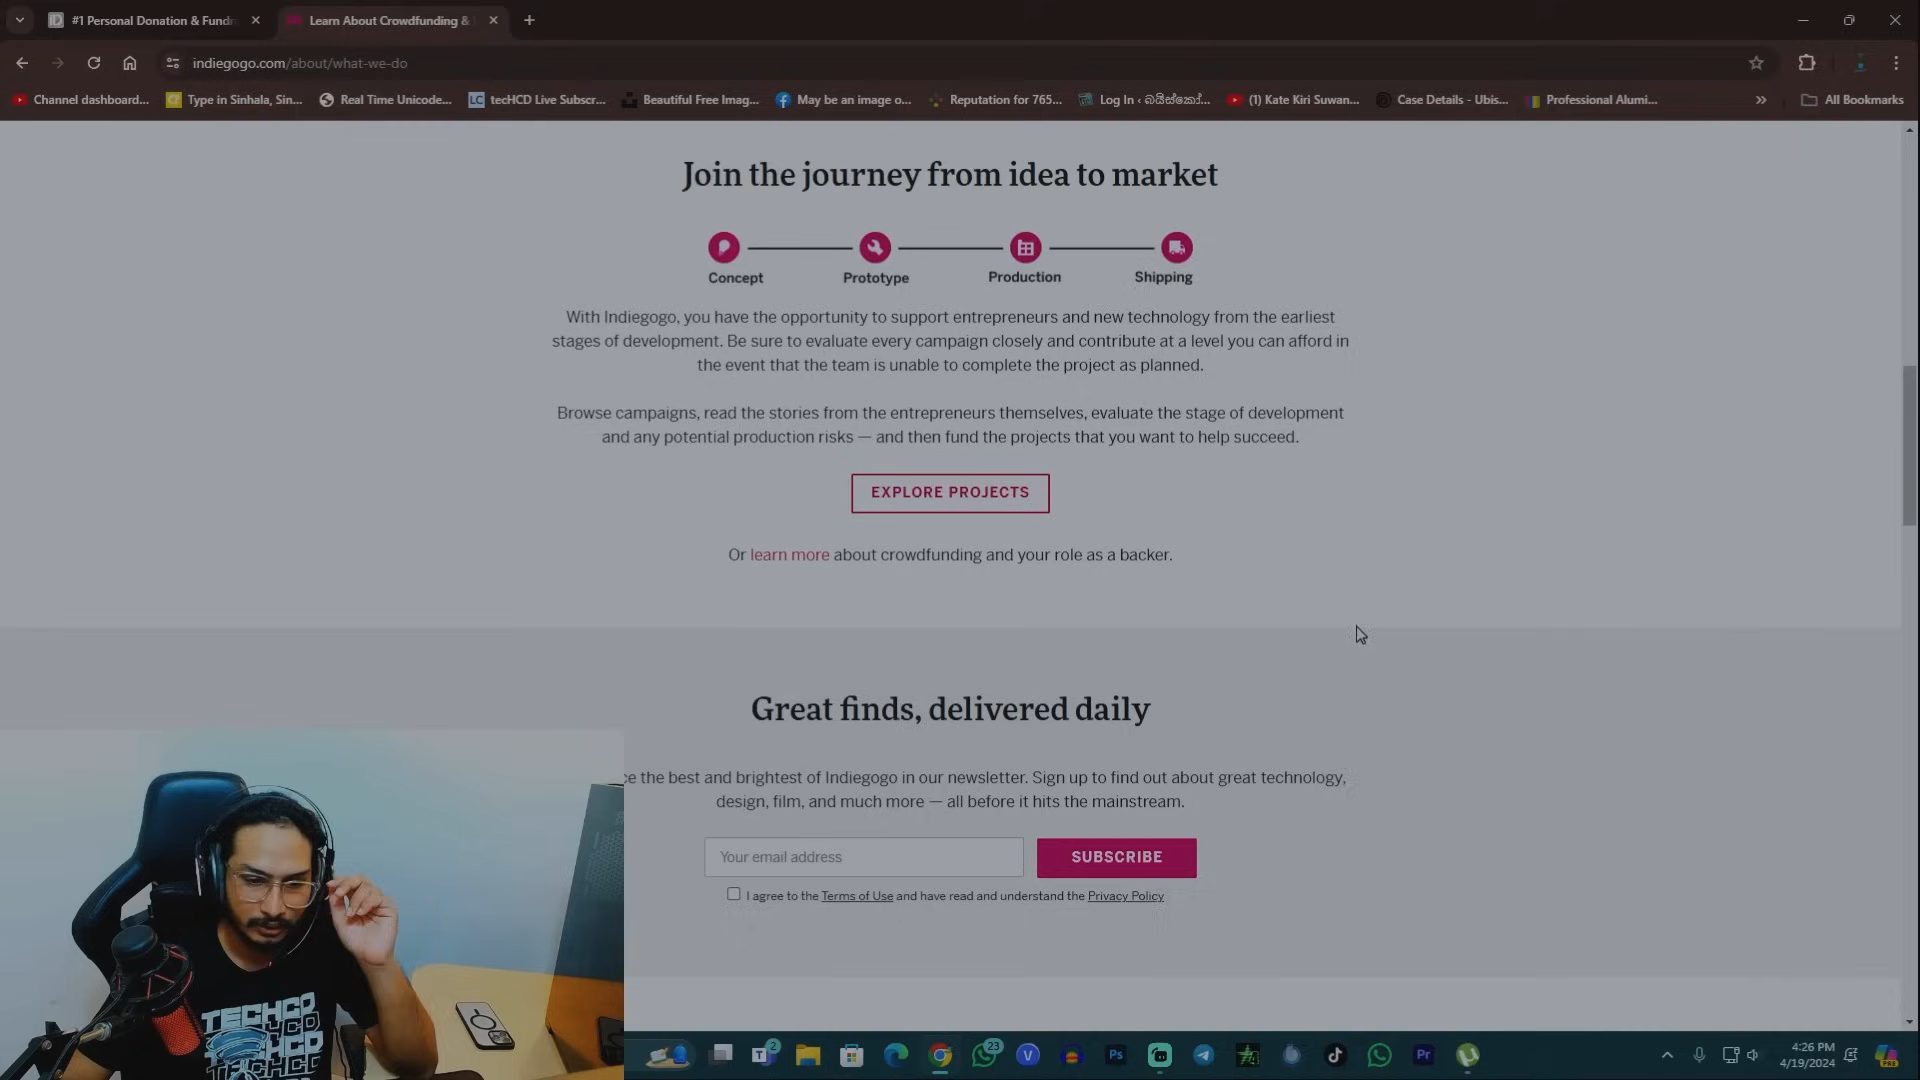 #1 Personal Donation & Fundr
Learn About Crowdfunding &
indiegogo.com/about/what-we-do
Channel dashboard...
Type in Sinhala, Sin...
Real Time Unicode...
LC
techCD Live Subscr...
Beautiful Free Imag...
May be an image o...
Reputation for 765...
Log In ‹ බයිස්කෝ...
(1) Kate Kiri Suwan...
Case Details - Ubis...
Professional Alumi...
All Bookmarks
Join the journey from idea to market
Concept Prototype Production Shipping
With Indiegogo, you have the opportunity to support entrepreneurs and new technology from the earliest
stages of development. Be sure to evaluate every campaign closely and contribute at a level you can afford in
the event that the team is unable to complete the project as planned.
Browse campaigns, read the stories from the entrepreneurs themselves, evaluate the stage of development
and any potential production risks — and then fund the projects that you want to help succeed.
EXPLORE PROJECTS
Or learn more about crowdfunding and your role as a backer.
Great finds, delivered daily
ce the best and brightest of Indiegogo in our newsletter. Sign up to find out about great technology,
design, film, and much more — all before it hits the mainstream.
Your email address
SUBSCRIBE
I agree to the Terms of Use and have read and understand the Privacy Policy
TECHCD
2
23
V
Ps
Pr
4:26 PM
4/19/2024